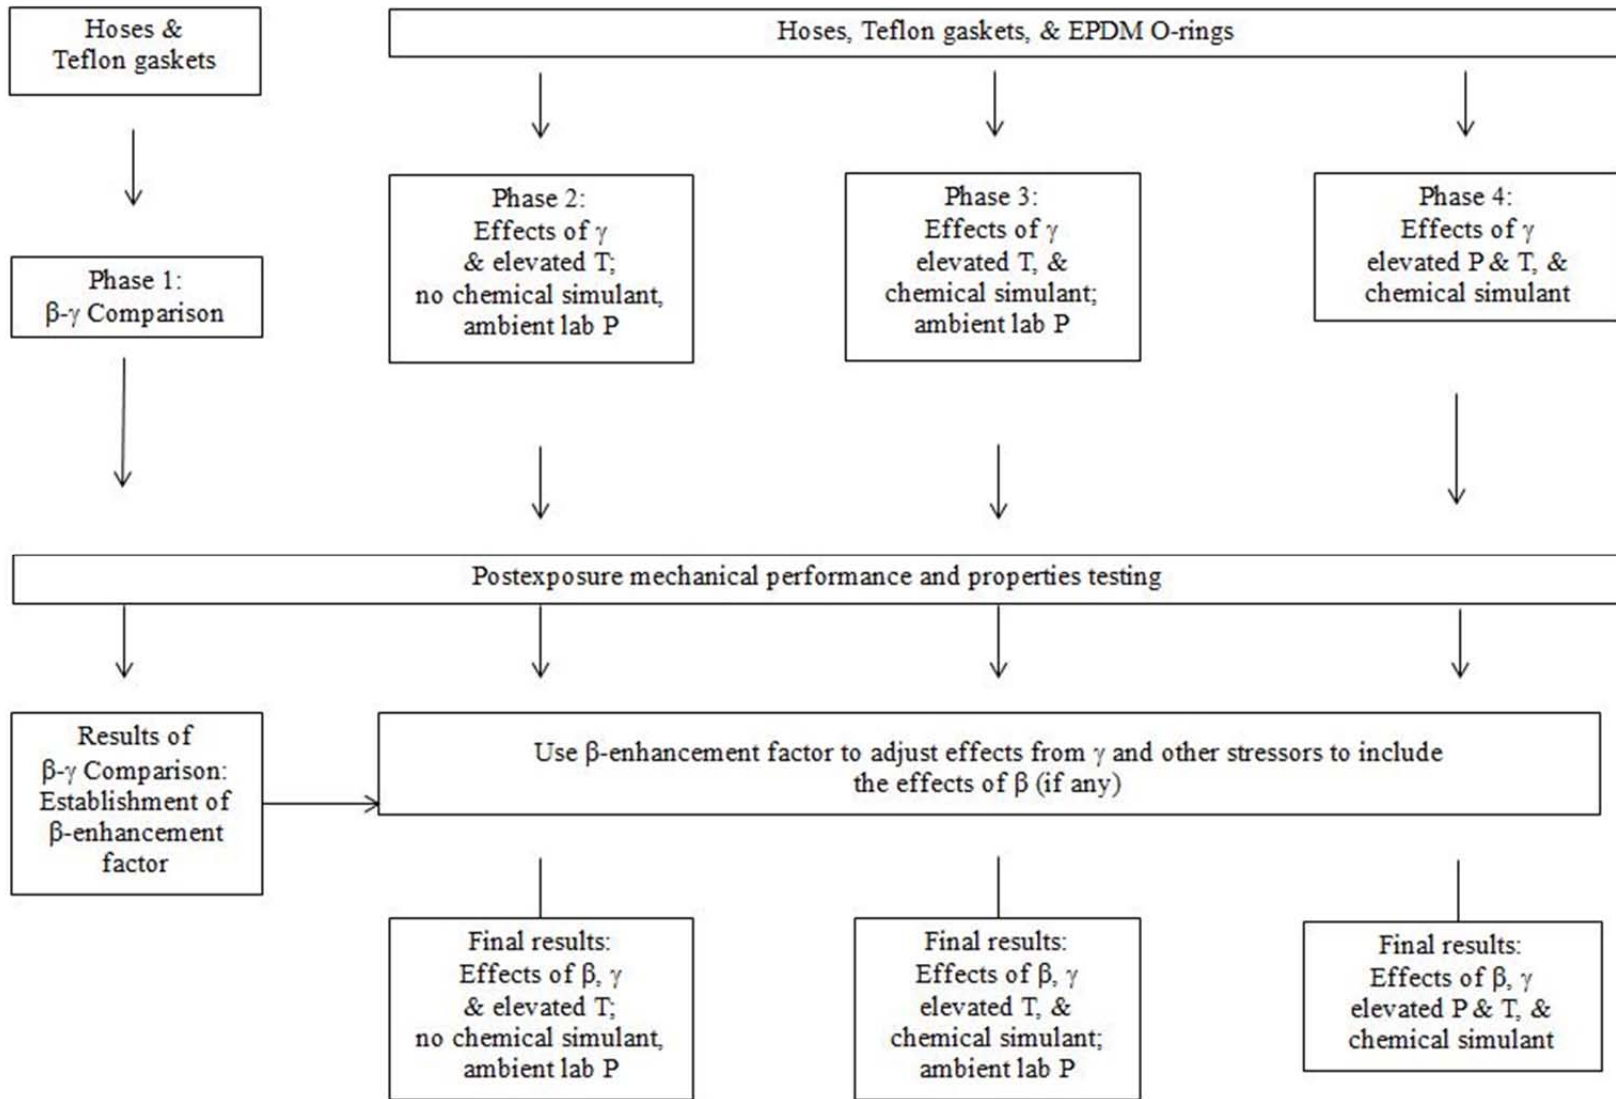 Hoses &
Teflon gaskets
Hoses, Teflon gaskets, & EPDM O-rings
Phase 1:
β-γ Comparison
Phase 2:
Effects of γ
& elevated T;
no chemical simulant,
ambient lab P
Phase 3:
Effects of γ
elevated T, &
chemical simulant;
ambient lab P
Phase 4:
Effects of γ
elevated P & T, &
chemical simulant
Postexposure mechanical performance and properties testing
Results of
β-γ Comparison:
Establishment of
β-enhancement
factor
Use β-enhancement factor to adjust effects from γ and other stressors to include
the effects of β (if any)
Final results:
Effects of β, γ
& elevated T;
no chemical simulant,
ambient lab P
Final results:
Effects of β, γ
elevated T, &
chemical simulant;
ambient lab P
Final results:
Effects of β, γ
elevated P & T, &
chemical simulant